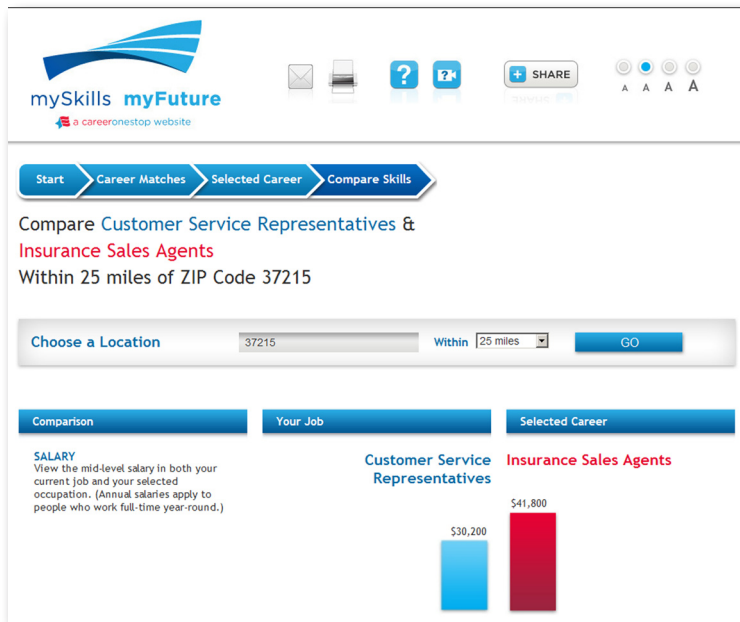 mySkills myFuture
a careeronestop website
SHARE
A A A A
Start
Career Matches
Selected Career
Compare Skills
Compare Customer Service Representatives &
Insurance Sales Agents
Within 25 miles of ZIP Code 37215
Choose a Location
37215
Within
25 miles
GO
Comparison
Your Job
Selected Career
SALARY
View the mid-level salary in both your
current job and your selected
occupation. (Annual salaries apply to
people who work full-time year-round.)
Customer Service
Representatives
Insurance Sales Agents
$30,200
$41,800